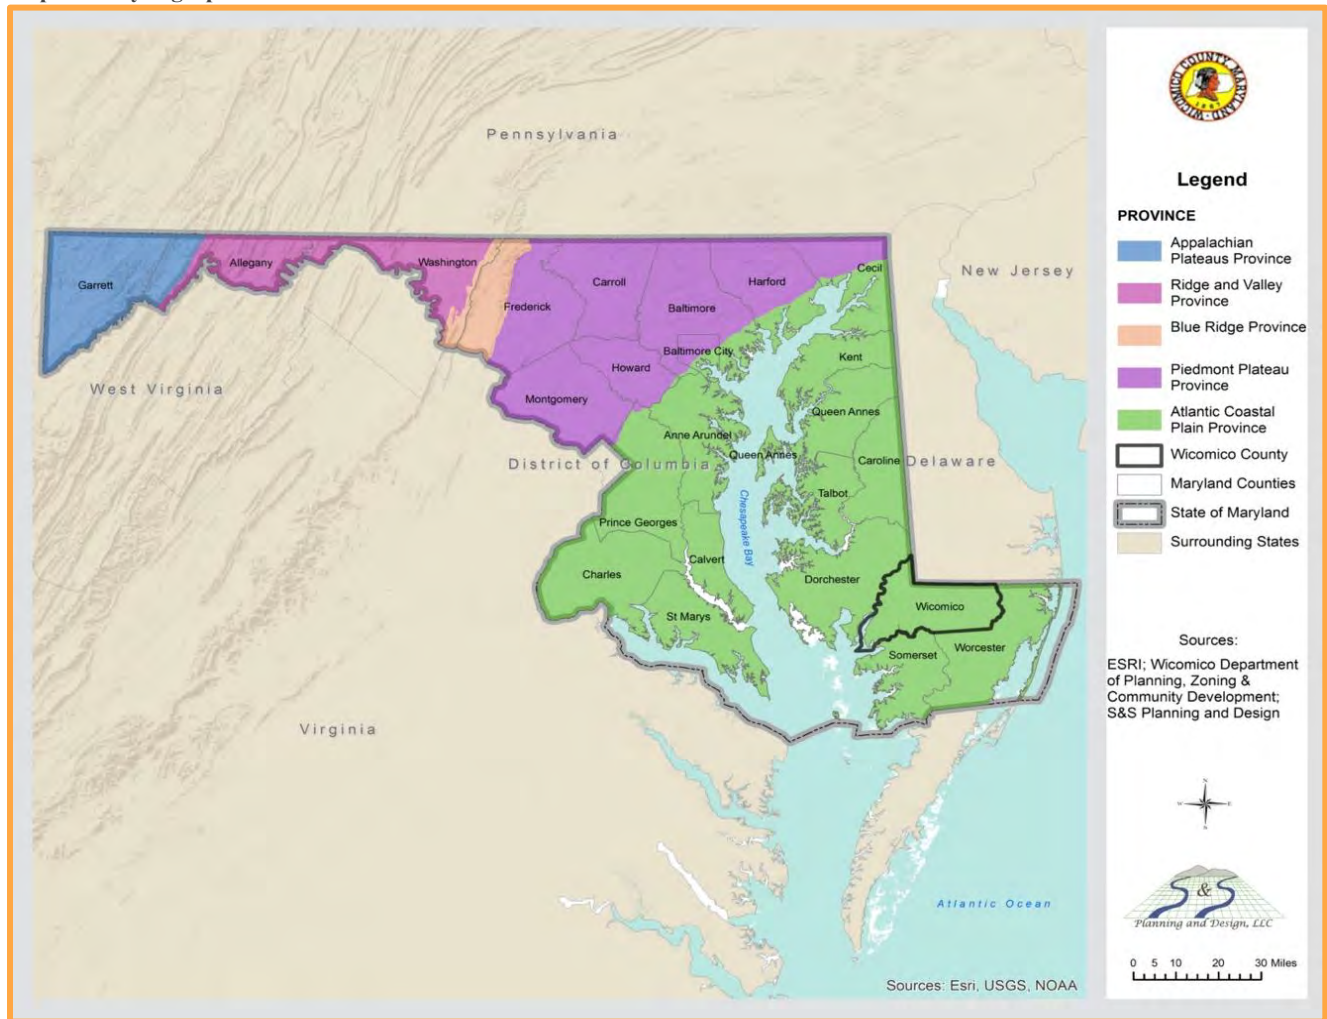 Pennsylvania
New Jersey
West Virginia
District of Columbia
Delaware
Virginia
Garrett
Allegany
Washington
Frederick
Carroll
Baltimore
Harford
Cecil
Baltimore City
Howard
Montgomery
Kent
Queen Annes
Anne Arundel
Queen Annes
Caroline
Talbot
Chesapeake Bay
Prince Georges
Calvert
Charles
St Marys
Dorchester
Wicomico
Somerset
Worcester
Atlantic Ocean
Sources: Esri, USGS, NOAA
WICOMICO COUNTY MARYLAND
1867
Legend
PROVINCE
Appalachian
Plateaus Province
Ridge and Valley
Province
Blue Ridge Province
Piedmont Plateau
Province
Atlantic Coastal
Plain Province
Wicomico County
Maryland Counties
State of Maryland
Surrounding States
Sources:
ESRI; Wicomico Department
of Planning, Zoning &
Community Development;
S&S Planning and Design
N
W E
S
S & S
Planning and Design, LLC
0 5 10 20 30 Miles